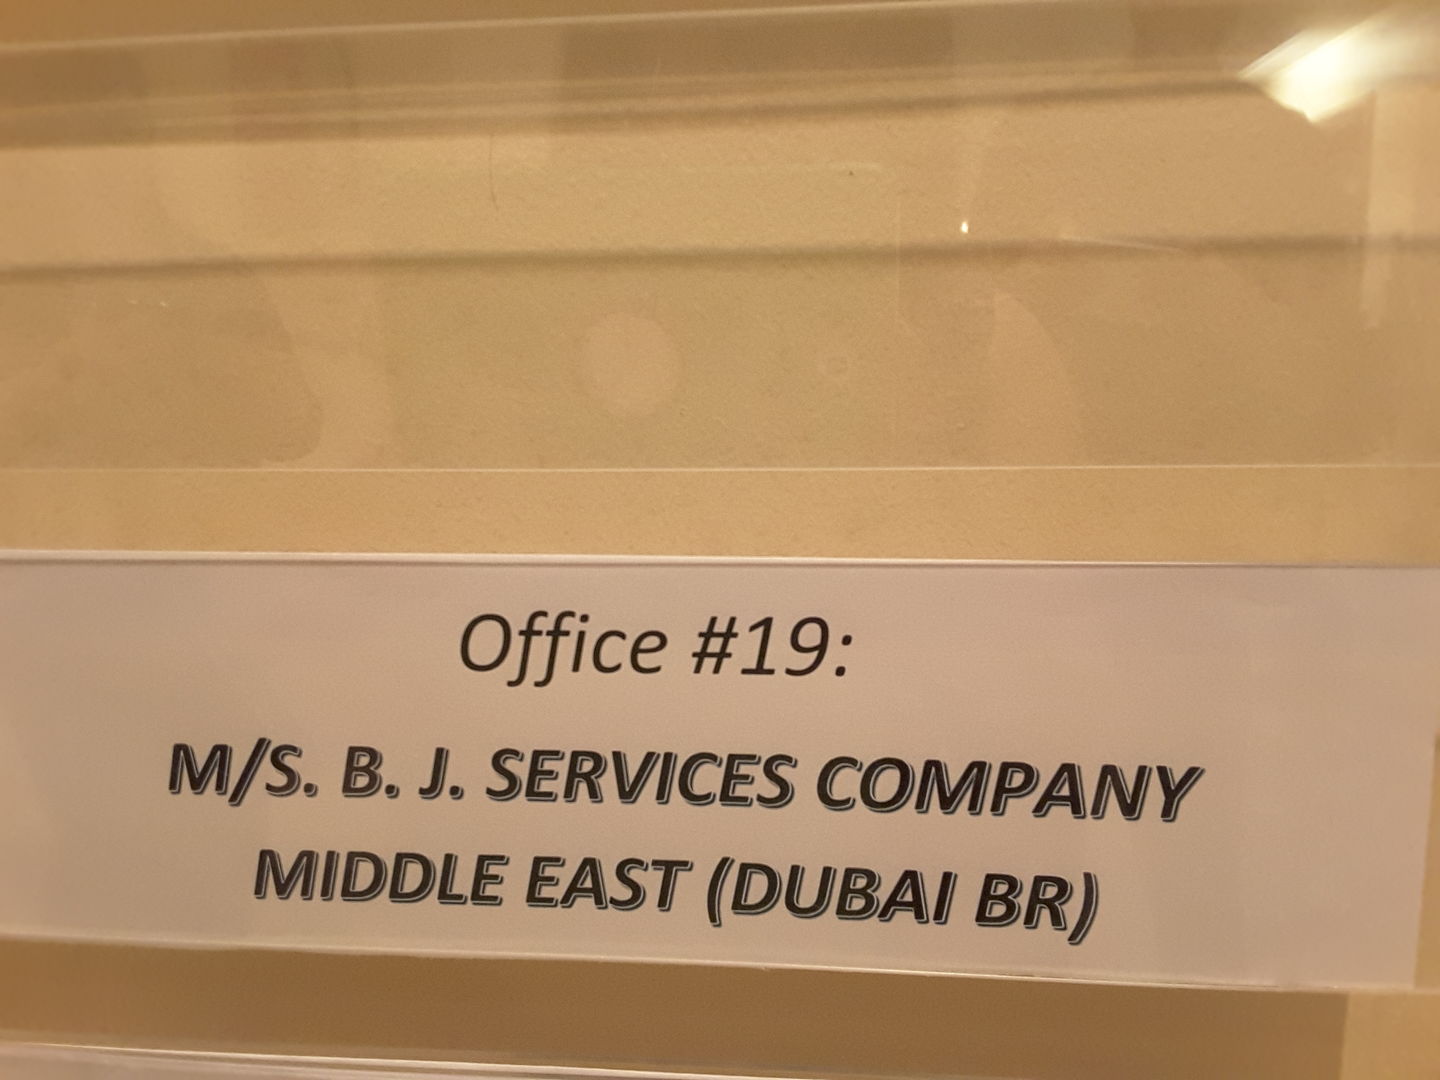 Office #19:
M/S. B. J. SERVICES COMPANY
MIDDLE EAST (DUBAI BR)